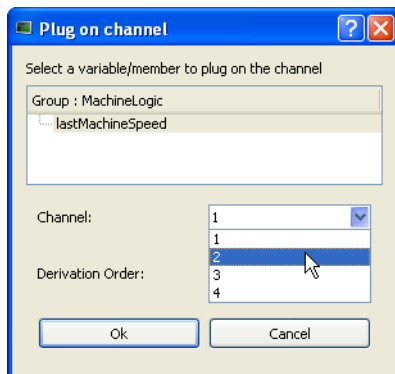 Plug on channel
Select a variable/member to plug on the channel
Group : MachineLogic
lastMachineSpeed
Channel:
1
1
2
3
4
Derivation Order:
Ok
Cancel